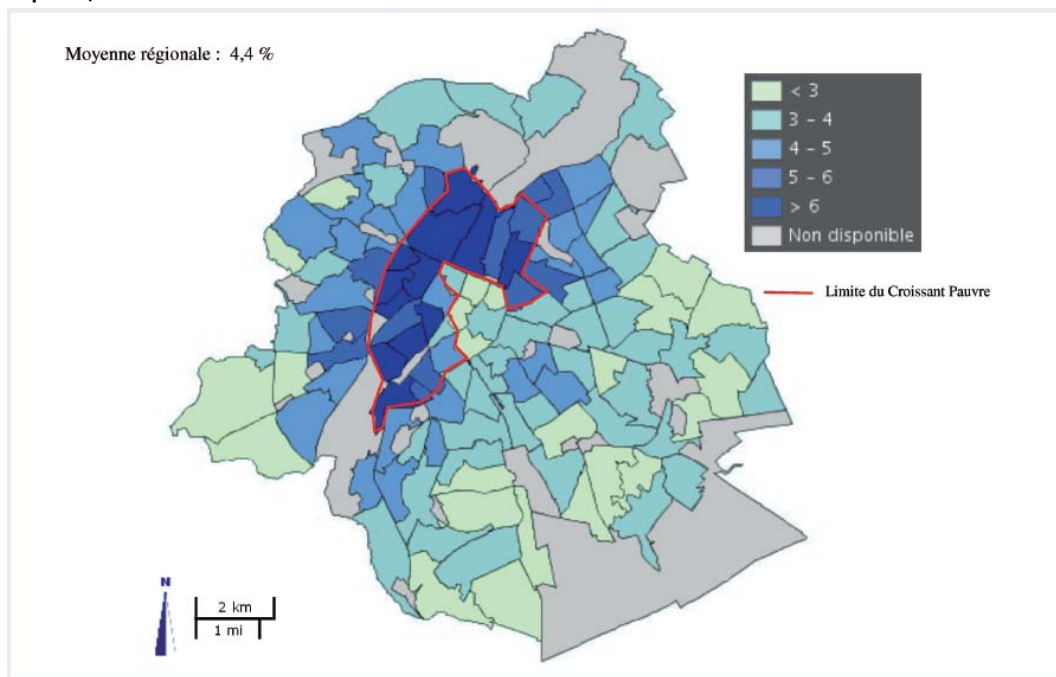 Moyenne régionale : 4,4 %
< 3
3 – 4
4 – 5
5 – 6
> 6
Non disponible
Limite du Croissant Pauvre
N
2 km
1 mi